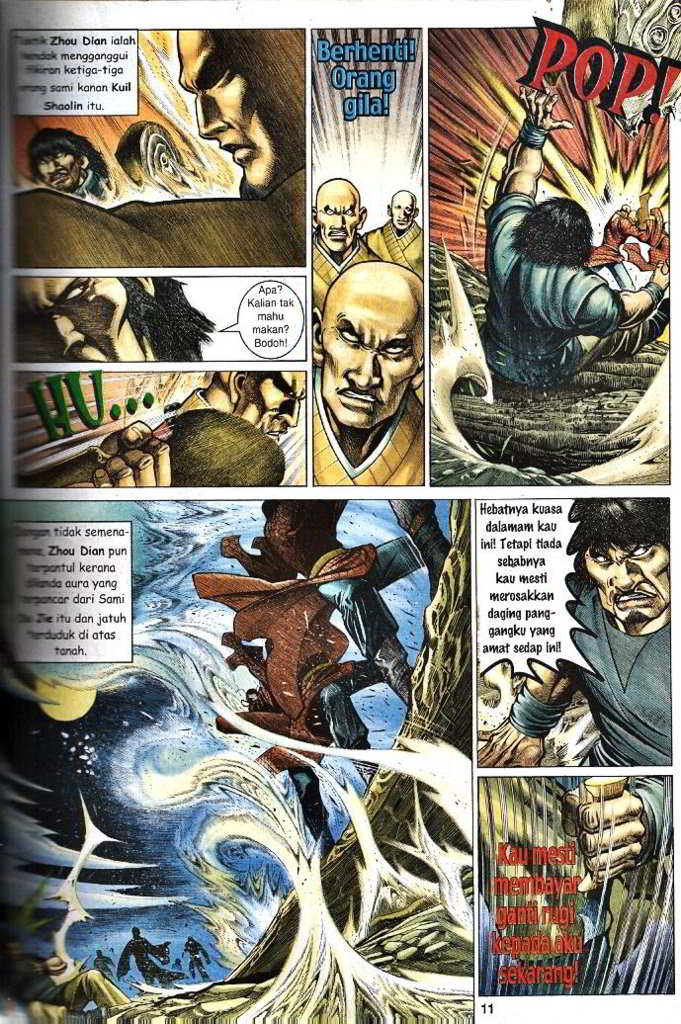 Zhou Dian ialah
hendak mengganggui
fikiran ketiga-tiga
orang sami kanan Kuil
Shaolin itu.
Berhenti!
Orang
gila!
POP!
Apa?
Kalian tak
mahu
makan?
Bodoh!
HU...
Dengan tidak semena-
mena, Zhou Dian pun
terpantul kerana
dilanda aura yang
terpancar dari Sami
Jie itu dan jatuh
terduduk di atas
tanah.
Hebatnya kuasa
dalamam kau
ini! Tetapi tiada
sebabnya
kau mesti
merosakkan
daging pang-
gangku yang
amat sedap ini!
Kau mesti
membayar
ganti rugi
kepada aku
sekarang!
11